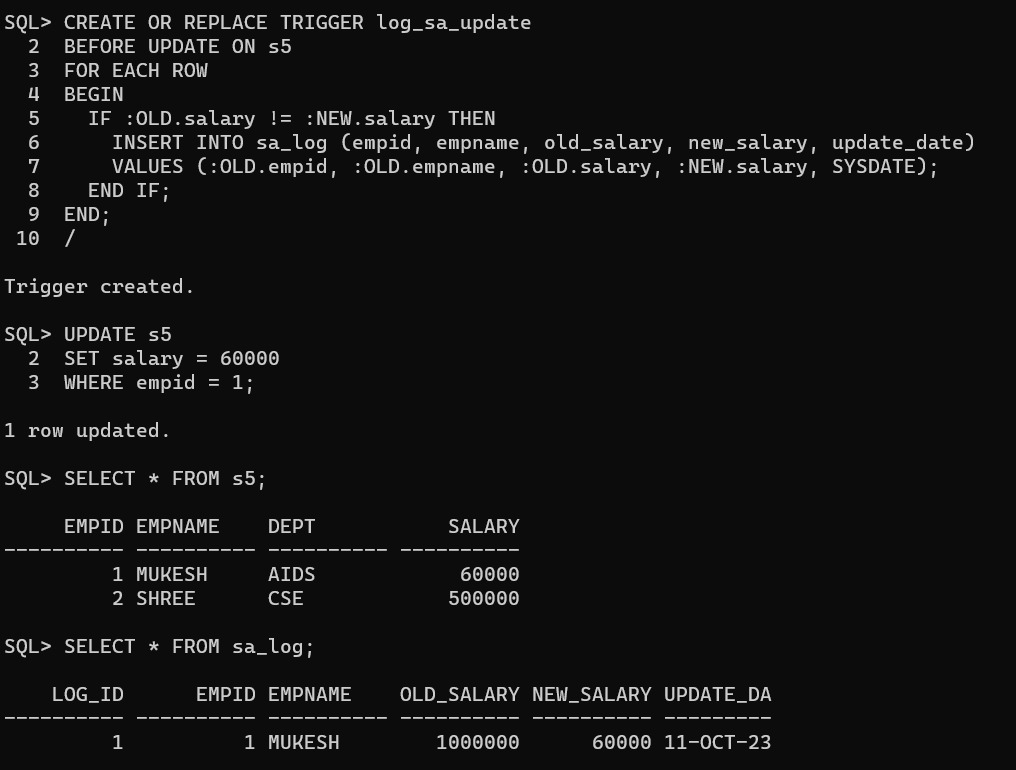 SQL> CREATE OR REPLACE TRIGGER log_sa_update
  2  BEFORE UPDATE ON s5
  3  FOR EACH ROW
  4  BEGIN
  5    IF :OLD.salary != :NEW.salary THEN
  6      INSERT INTO sa_log (empid, empname, old_salary, new_salary, update_date)
  7      VALUES (:OLD.empid, :OLD.empname, :OLD.salary, :NEW.salary, SYSDATE);
  8    END IF;
  9  END;
 10  /
Trigger created.
SQL> UPDATE s5
  2  SET salary = 60000
  3  WHERE empid = 1;
1 row updated.
SQL> SELECT * FROM s5;
     EMPID EMPNAME    DEPT           SALARY
---------- ---------- ---------- ----------
         1 MUKESH     AIDS            60000
         2 SHREE      CSE            500000
SQL> SELECT * FROM sa_log;
    LOG_ID      EMPID EMPNAME    OLD_SALARY NEW_SALARY UPDATE_DA
---------- ---------- ---------- ---------- ---------- ---------
         1          1 MUKESH        1000000      60000 11-OCT-23